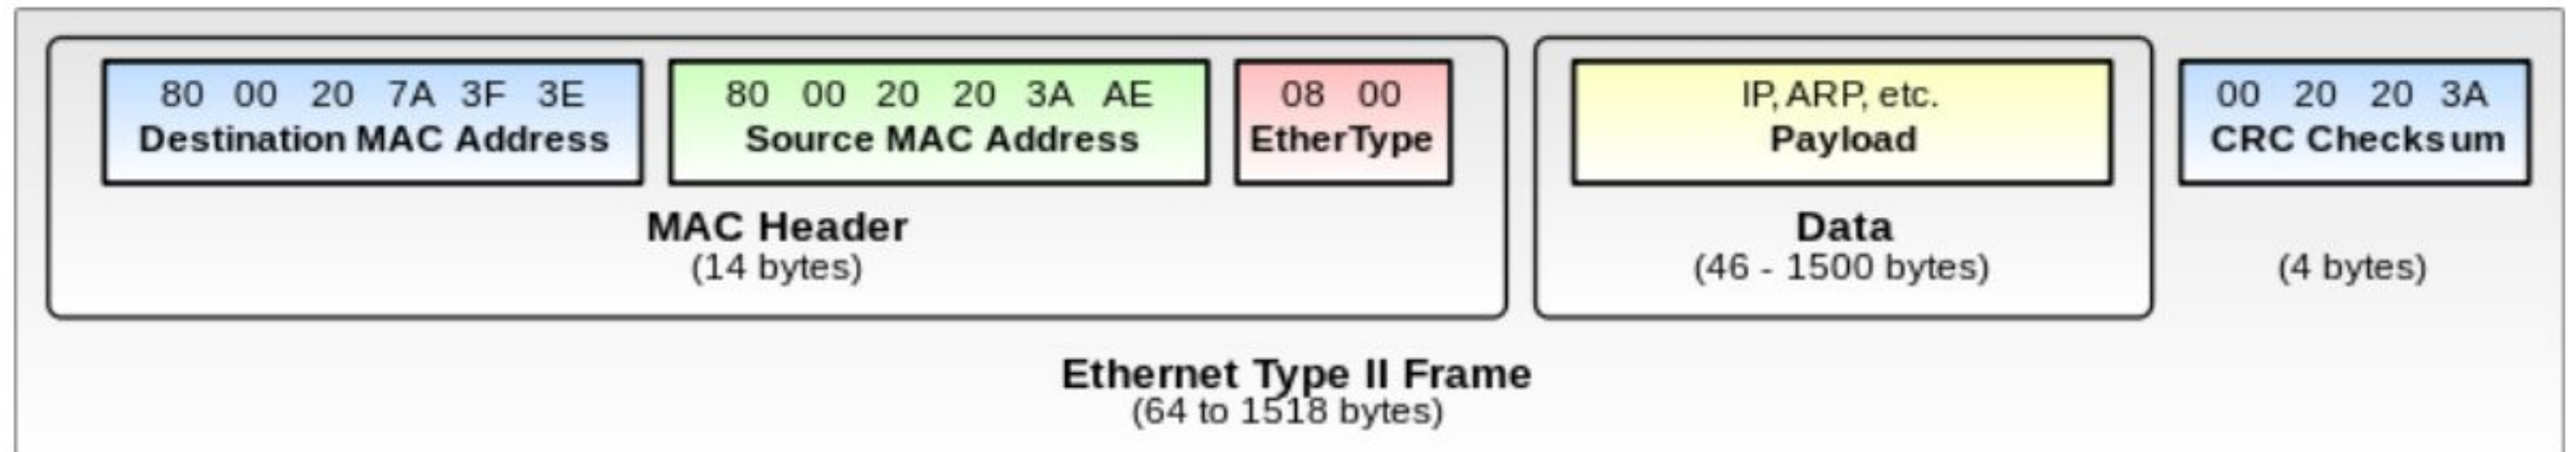 80 00 20 7A 3F 3E
Destination MAC Address
80 00 20 20 3A AE
Source MAC Address
08 00
EtherType
MAC Header
(14 bytes)
IP, ARP, etc.
Payload
Data
(46 - 1500 bytes)
00 20 20 3A
CRC Checksum
(4 bytes)
Ethernet Type II Frame
(64 to 1518 bytes)